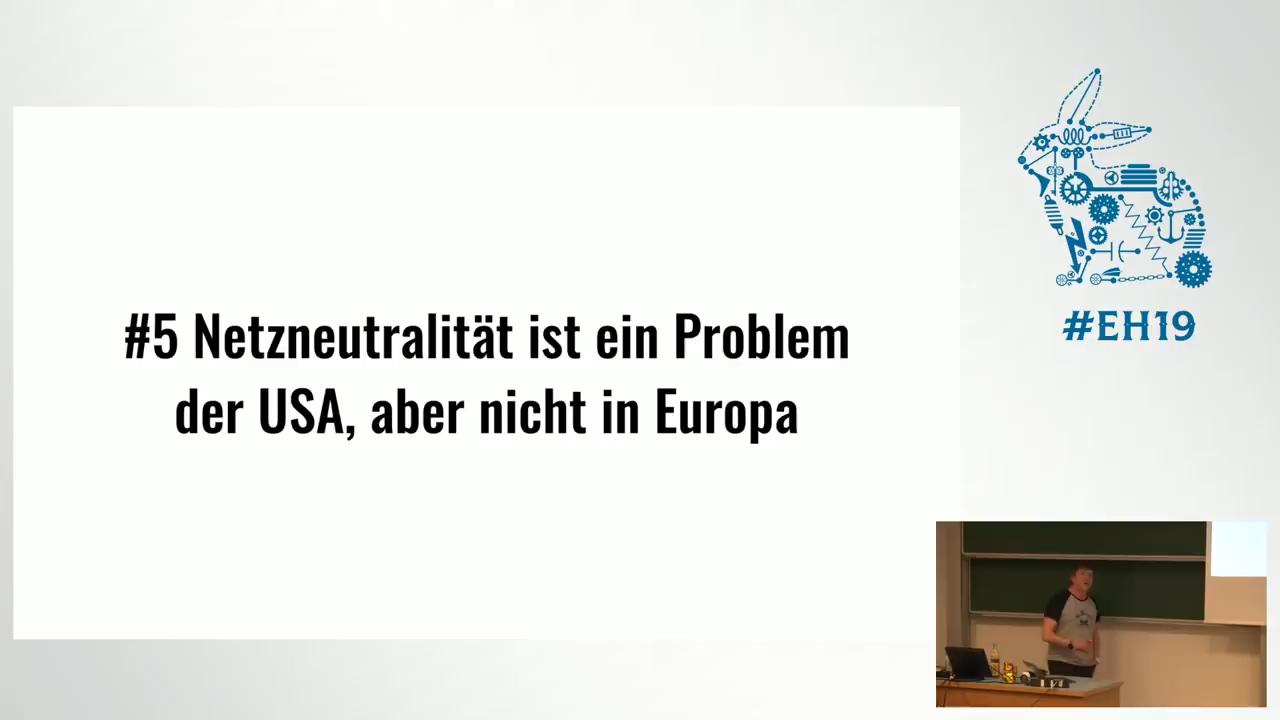 #5 Netzneutralität ist ein Problem
der USA, aber nicht in Europa
#EH19